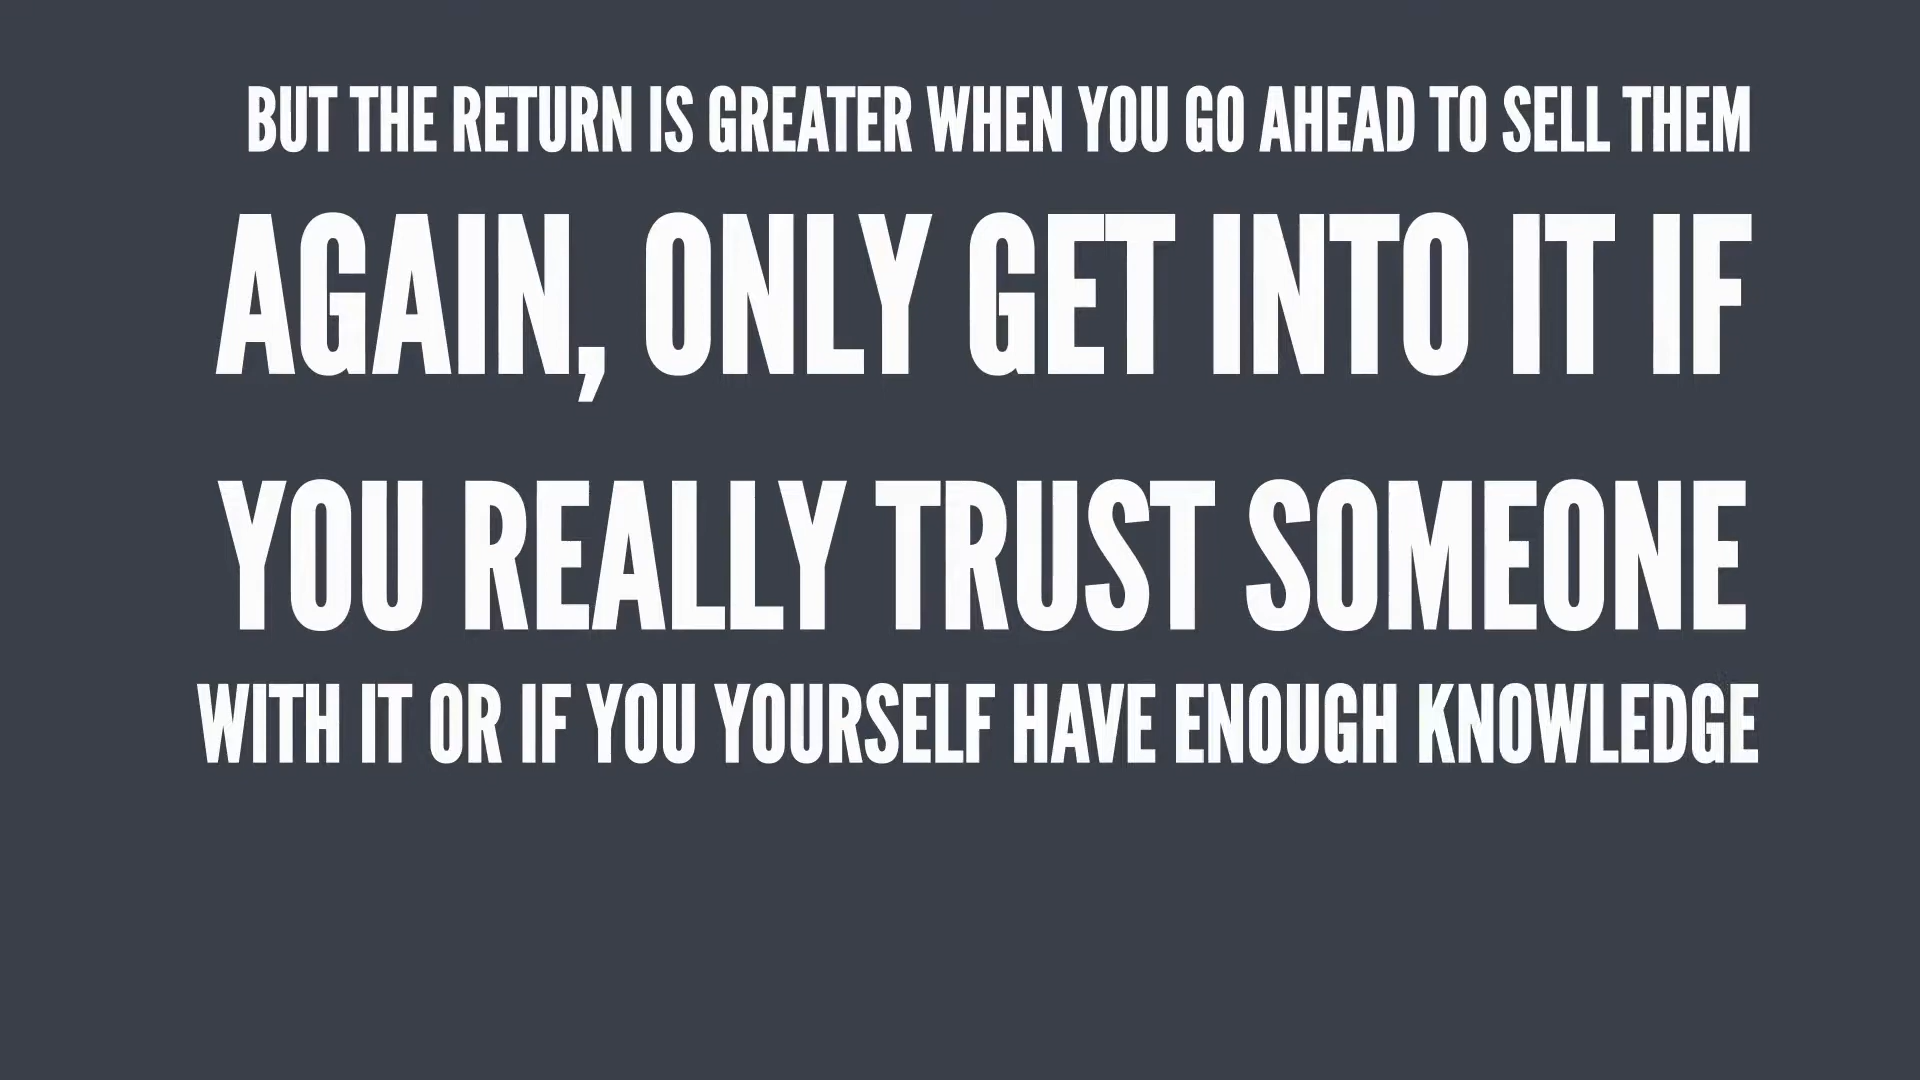 BUT THE RETURN IS GREATER WHEN YOU GO AHEAD TO SELL THEM
AGAIN, ONLY GET INTO IT IF
YOU REALLY TRUST SOMEONE
WITH IT OR IF YOU YOURSELF HAVE ENOUGH KNOWLEDGE